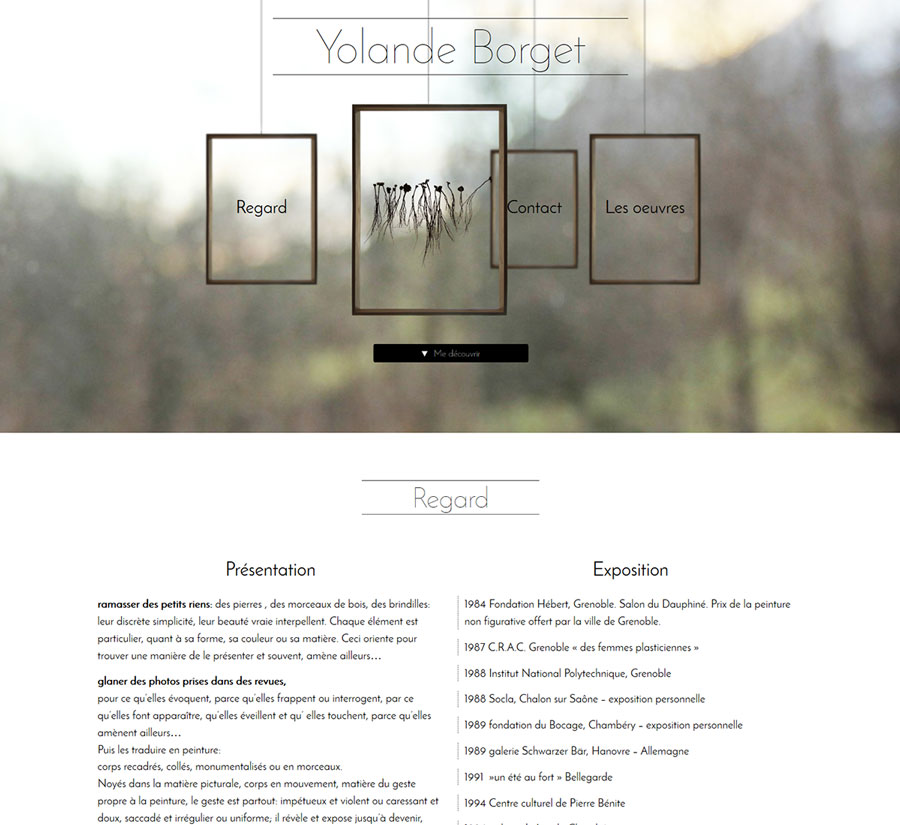 Yolande Borget
Regard
Contact
Les oeuvres
▼ Me découvrir
Regard
Présentation
ramasser des petits riens: des pierres , des morceaux de bois, des brindilles:
leur discrète simplicité, leur beauté vraie interpellent. Chaque élément est
particulier, quant à sa forme, sa couleur ou sa matière. Ceci oriente pour
trouver une manière de le présenter et souvent, amène ailleurs...
glaner des photos prises dans des revues,
pour ce qu'elles évoquent, parce qu'elles frappent ou interrogent, par ce
qu'elles font apparaître, qu'elles éveillent et qu' elles touchent, parce qu'elles
amènent ailleurs...
Puis les traduire en peinture:
corps recadrés, collés, monumentalisés ou en morceaux.
Noyés dans la matière picturale, corps en mouvement, matière du geste
propre à la peinture, le geste est partout: impétueux et violent ou caressant et
doux, saccadé et irrégulier ou uniforme; il révèle et expose jusqu'à devenir,
Exposition
1984 Fondation Hébert, Grenoble. Salon du Dauphiné. Prix de la peinture
non figurative offert par la ville de Grenoble.
1987 C.R.A.C. Grenoble « des femmes plasticiennes »
1988 Institut National Polytechnique, Grenoble
1988 Socla, Chalon sur Saône – exposition personnelle
1989 fondation du Bocage, Chambéry – exposition personnelle
1989 galerie Schwarzer Bär, Hanovre – Allemagne
1991 »un été au fort » Bellegarde
1994 Centre culturel de Pierre Bénite